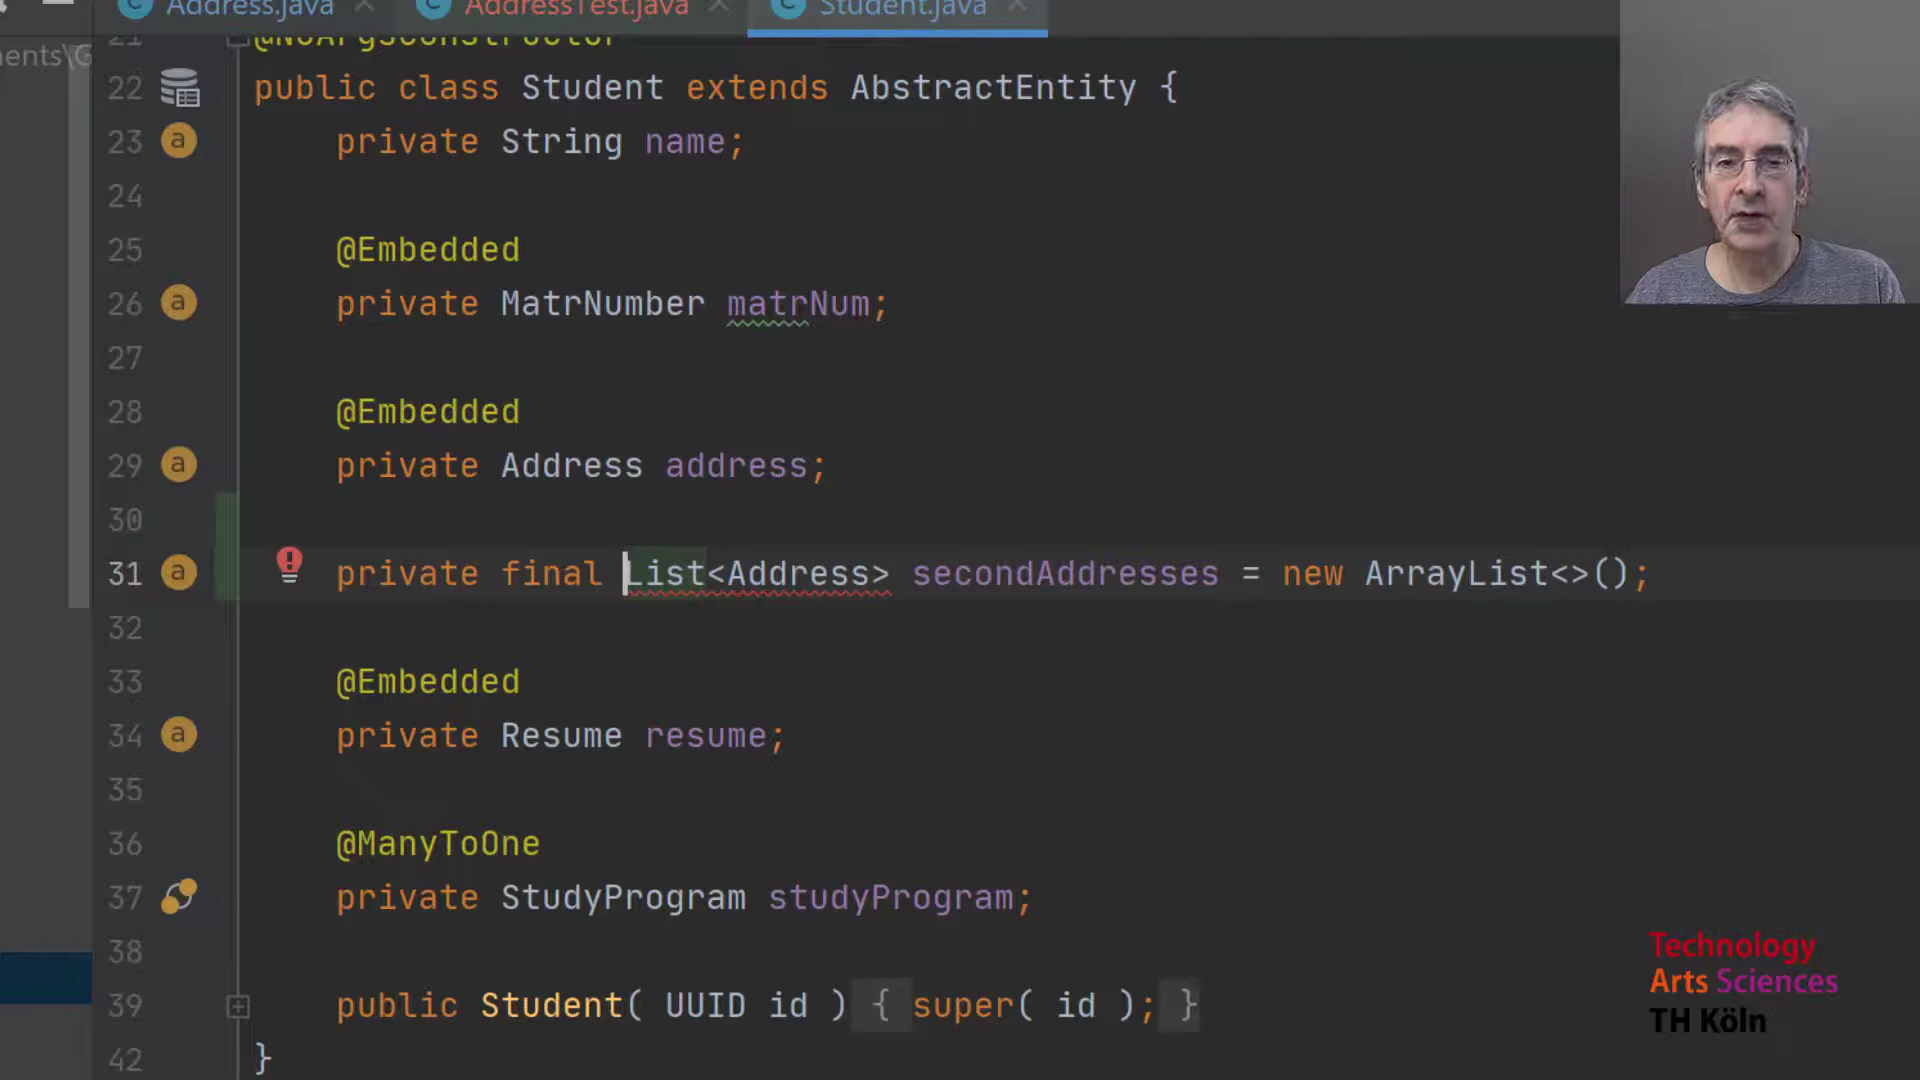 Address.java AddressTest.java Student.java
ents\G
21 @NoArgsConstructor
22 public class Student extends AbstractEntity {
23 private String name;
24
25 @Embedded
26 private MatrNumber matrNum;
27
28 @Embedded
29 private Address address;
30
31 private final List<Address> secondAddresses = new ArrayList<>();
32
33 @Embedded
34 private Resume resume;
35
36 @ManyToOne
37 private StudyProgram studyProgram;
38
39 public Student( UUID id ) { super( id ); }
42 }
Technology
Arts Sciences
TH Köln